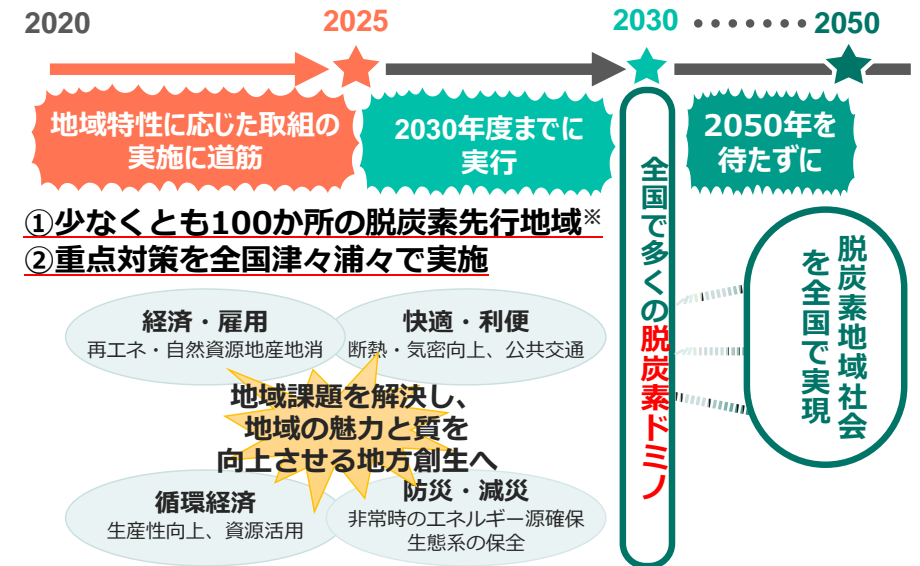 2020
2025
2030 ・・・・・・・ 2050
地域特性に応じた取組の
実施に道筋
2030年度までに
実行
2050年を
待たずに
①少なくとも100か所の脱炭素先行地域※
②重点対策を全国津々浦々で実施
経済・雇用
再エネ・自然資源地産地消
快適・利便
断熱・気密向上、公共交通
地域課題を解決し、
地域の魅力と質を
向上させる地方創生へ
循環経済
生産性向上、資源活用
防災・減災
非常時のエネルギー源確保
生態系の保全
全国で多くの脱炭素ドミノ
脱炭素地域社会
を全国で実現